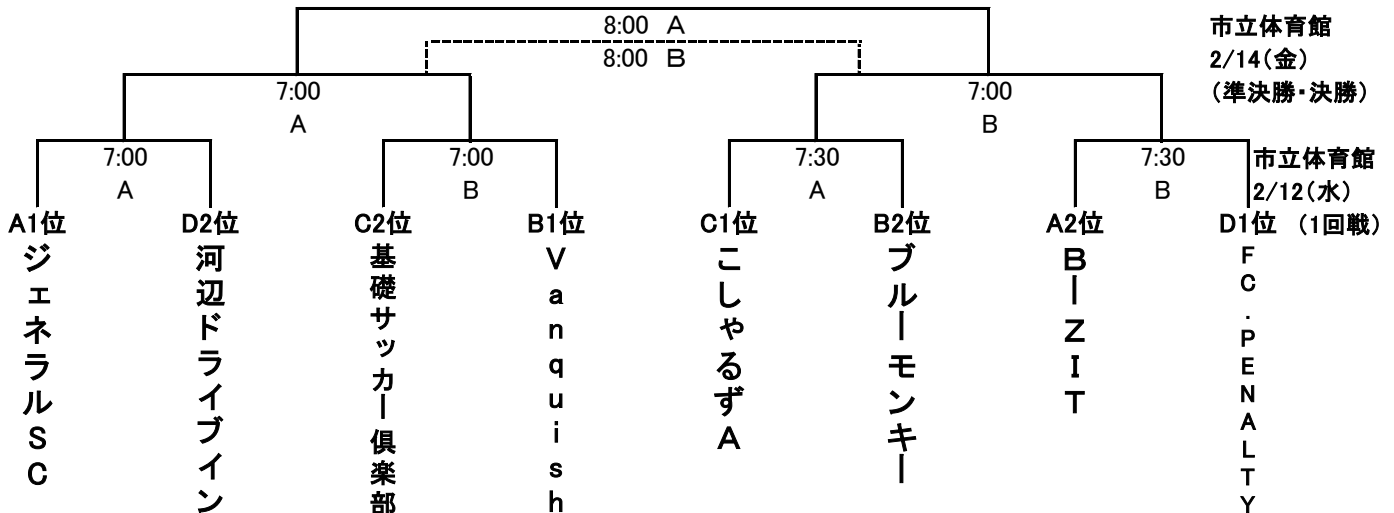 8:00 A
8:00 B
市立体育館
2/14(金)
(準決勝・決勝)
7:00
A
7:00
B
7:00
A
7:00
B
7:30
A
7:30
B
市立体育館
2/12(水)
(1回戦)
A1位
D2位
C2位
B1位
C1位
B2位
A2位
D1位
ジェネラルSC
河辺ドライブイン
基礎サッカー倶楽部
Vanquish
こしゃるずA
ブルーモンキー
BーZIT
FC.PENALTY